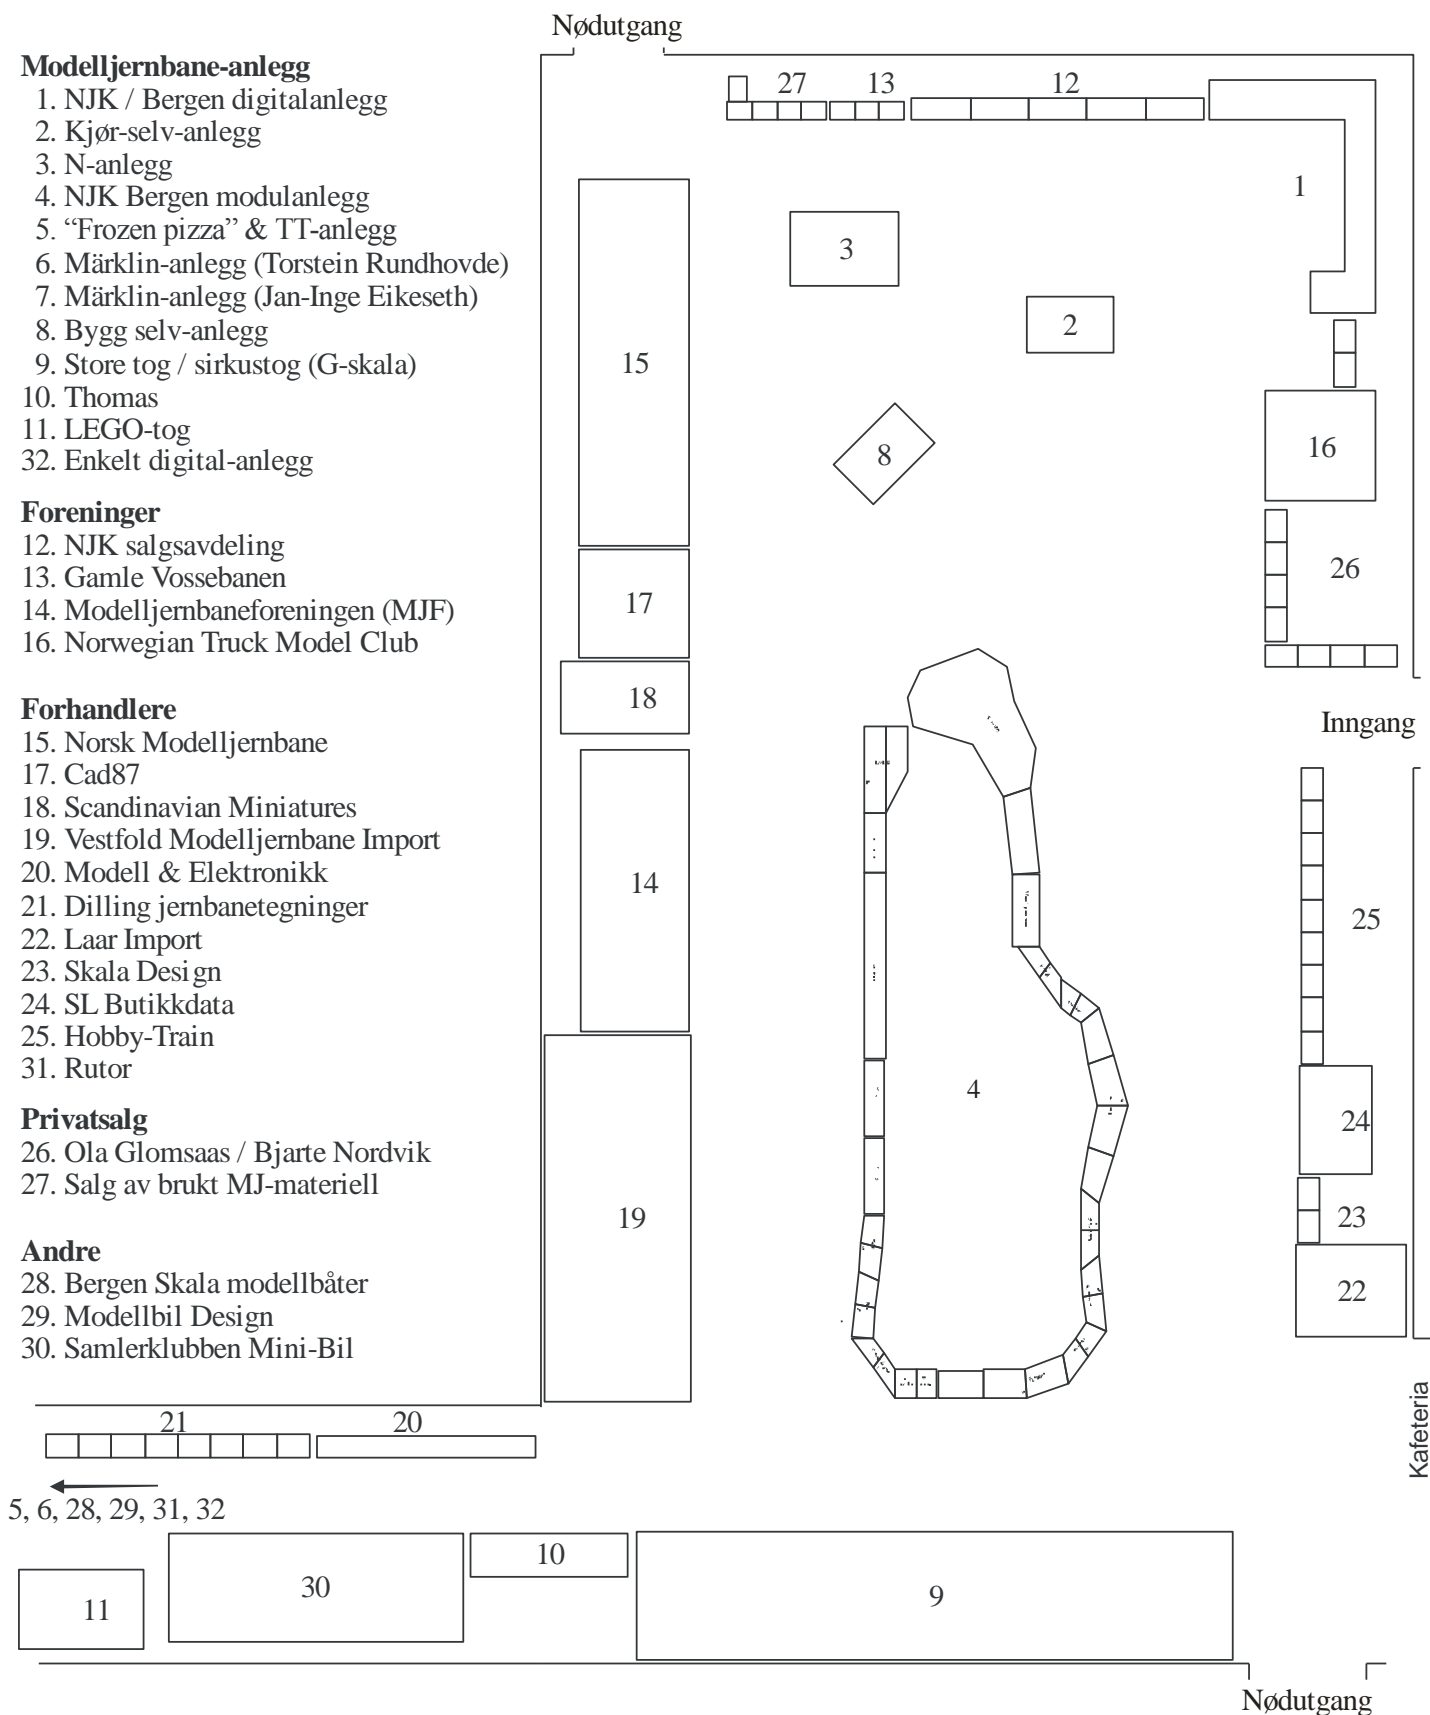 Nødutgang
Modelljernbane-anlegg
1. NJK / Bergen digitalanlegg
2. Kjør-selv-anlegg
3. N-anlegg
4. NJK Bergen modulanlegg
5. “Frozen pizza” & TT-anlegg
6. Märklin-anlegg (Torstein Rundhovde)
7. Märklin-anlegg (Jan-Inge Eikeseth)
8. Bygg selv-anlegg
9. Store tog / sirkustog (G-skala)
10. Thomas
11. LEGO-tog
32. Enkelt digital-anlegg
Foreninger
12. NJK salgsavdeling
13. Gamle Vossebanen
14. Modelljernbaneforeningen (MJF)
16. Norwegian Truck Model Club
Forhandlere
15. Norsk Modelljernbane
17. Cad87
18. Scandinavian Miniatures
19. Vestfold Modelljernbane Import
20. Modell & Elektronikk
21. Dilling jernbanetegninger
22. Laar Import
23. Skala Design
24. SL Butikkdata
25. Hobby-Train
31. Rutor
Privatsalg
26. Ola Glomsaas / Bjarte Nordvik
27. Salg av brukt MJ-materiell
Andre
28. Bergen Skala modellbåter
29. Modellbil Design
30. Samlerklubben Mini-Bil
27
13
12
1
3
2
15
8
16
26
17
18
Inngang
14
25
4
24
19
23
22
Kafeteria
21
20
5, 6, 28, 29, 31, 32
10
30
9
11
Nødutgang